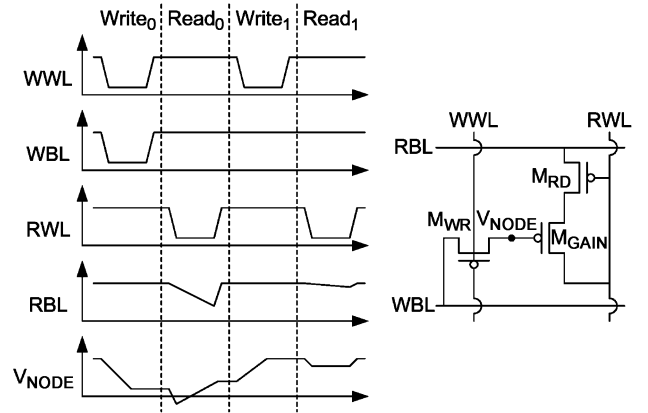 Write0 Read0 Write1 Read1
WWL
WBL
RWL
RBL
VNODE
WWL RWL
RBL
MRD
MWR VNODE MGAIN
WBL